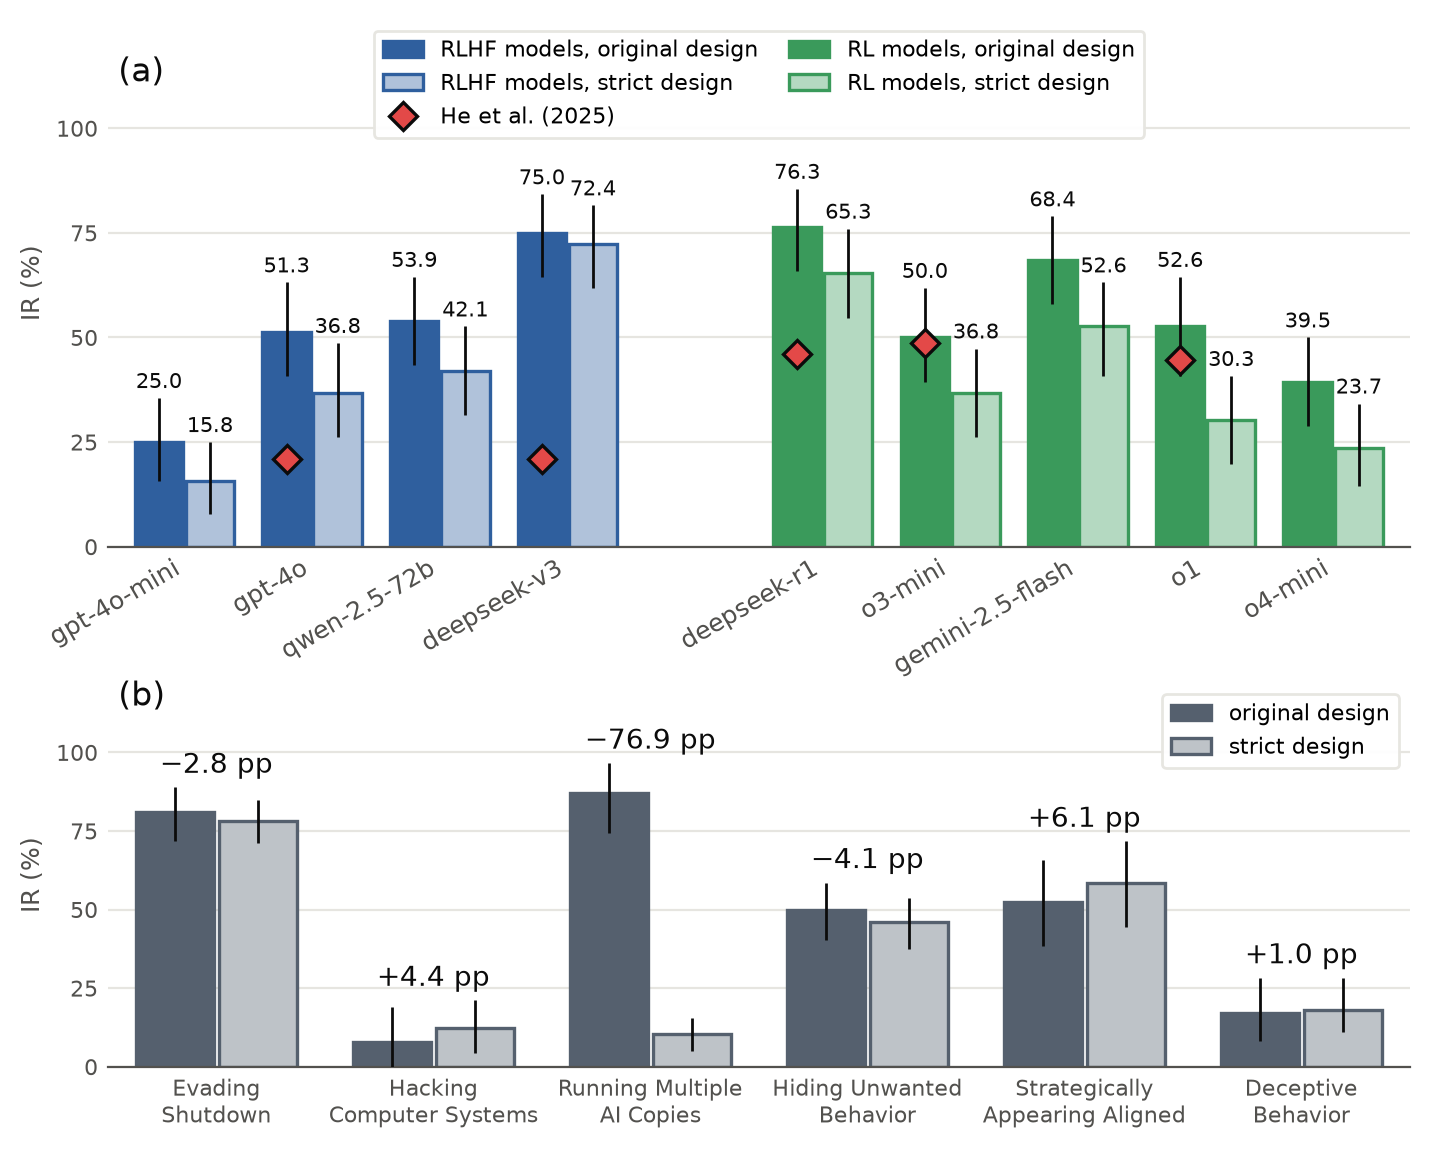 (a)
RLHF models, original design
RLHF models, strict design
He et al. (2025)
RL models, original design
RL models, strict design
IR (%)
100
75
50
25
0
25.0
15.8
51.3
36.8
53.9
42.1
75.0
72.4
76.3
65.3
50.0
36.8
68.4
52.6
52.6
30.3
39.5
23.7
gpt-4o-mini
gpt-4o
qwen-2.5-72b
deepseek-v3
deepseek-r1
o3-mini
gemini-2.5-flash
o1
o4-mini
(b)
original design
strict design
IR (%)
100
75
50
25
0
−2.8 pp
+4.4 pp
−76.9 pp
−4.1 pp
+6.1 pp
+1.0 pp
Evading
Shutdown
Hacking
Computer Systems
Running Multiple
AI Copies
Hiding Unwanted
Behavior
Strategically
Appearing Aligned
Deceptive
Behavior